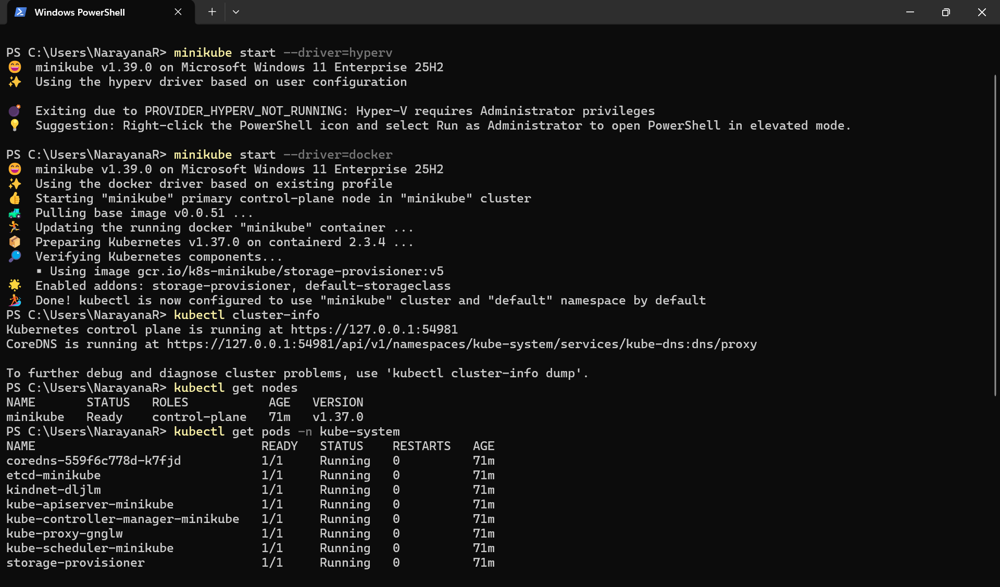 Windows PowerShell
PS C:\Users\NarayanaR> minikube start --driver=hyperv
😄  minikube v1.39.0 on Microsoft Windows 11 Enterprise 25H2
✨  Using the hyperv driver based on user configuration
💣  Exiting due to PROVIDER_HYPERV_NOT_RUNNING: Hyper-V requires Administrator privileges
💡  Suggestion: Right-click the PowerShell icon and select Run as Administrator to open PowerShell in elevated mode.
PS C:\Users\NarayanaR> minikube start --driver=docker
😄  minikube v1.39.0 on Microsoft Windows 11 Enterprise 25H2
✨  Using the docker driver based on existing profile
👍  Starting "minikube" primary control-plane node in "minikube" cluster
🚜  Pulling base image v0.0.51 ...
🏃  Updating the running docker "minikube" container ...
📦  Preparing Kubernetes v1.37.0 on containerd 2.3.4 ...
🔎  Verifying Kubernetes components...
    ▪ Using image gcr.io/k8s-minikube/storage-provisioner:v5
🌟  Enabled addons: storage-provisioner, default-storageclass
🏄  Done! kubectl is now configured to use "minikube" cluster and "default" namespace by default
PS C:\Users\NarayanaR> kubectl cluster-info
Kubernetes control plane is running at https://127.0.0.1:54981
CoreDNS is running at https://127.0.0.1:54981/api/v1/namespaces/kube-system/services/kube-dns:dns/proxy
To further debug and diagnose cluster problems, use 'kubectl cluster-info dump'.
PS C:\Users\NarayanaR> kubectl get nodes
NAME       STATUS   ROLES           AGE   VERSION
minikube   Ready    control-plane   71m   v1.37.0
PS C:\Users\NarayanaR> kubectl get pods -n kube-system
NAME                               READY   STATUS    RESTARTS   AGE
coredns-559f6c778d-k7fjd           1/1     Running   0          71m
etcd-minikube                      1/1     Running   0          71m
kindnet-dljlm                      1/1     Running   0          71m
kube-apiserver-minikube            1/1     Running   0          71m
kube-controller-manager-minikube   1/1     Running   0          71m
kube-proxy-gnglw                   1/1     Running   0          71m
kube-scheduler-minikube            1/1     Running   0          71m
storage-provisioner                1/1     Running   0          71m